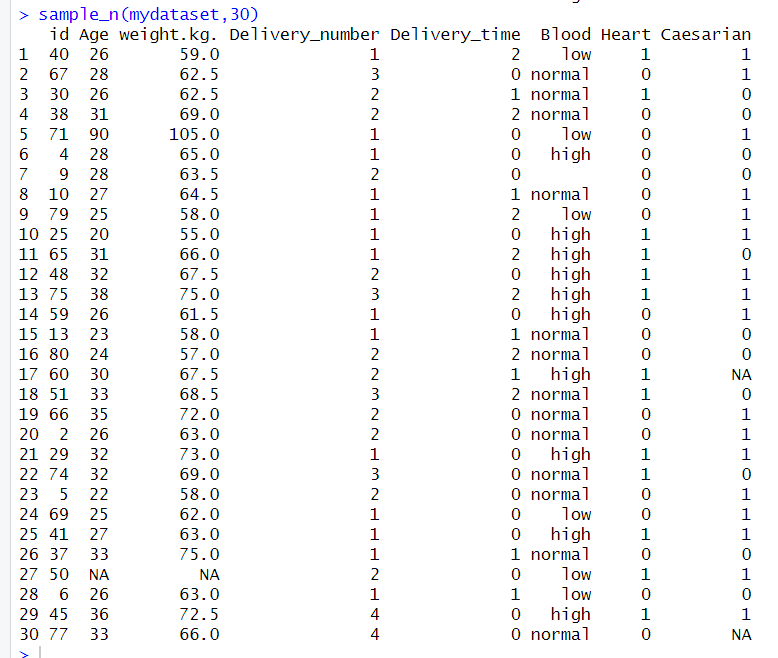 > sample_n(mydataset,30)
id Age weight.kg. Delivery_number Delivery_time Blood Heart Caesarian
1 40 26 59.0 1 2 low 1 1
2 67 28 62.5 3 0 normal 0 1
3 30 26 62.5 2 1 normal 1 0
4 38 31 69.0 2 2 normal 0 0
5 71 90 105.0 1 0 low 0 1
6 4 28 65.0 1 0 high 0 0
7 9 28 63.5 2 0 0 0
8 10 27 64.5 1 1 normal 0 1
9 79 25 58.0 1 2 low 0 1
10 25 20 55.0 1 0 high 1 1
11 65 31 66.0 1 2 high 1 0
12 48 32 67.5 2 0 high 1 1
13 75 38 75.0 3 2 high 1 1
14 59 26 61.5 1 0 high 0 1
15 13 23 58.0 1 1 normal 0 0
16 80 24 57.0 2 2 normal 0 0
17 60 30 67.5 2 1 high 1 NA
18 51 33 68.5 3 2 normal 1 0
19 66 35 72.0 2 0 normal 0 1
20 2 26 63.0 2 0 normal 0 1
21 29 32 73.0 1 0 high 1 1
22 74 32 69.0 3 0 normal 1 0
23 5 22 58.0 2 0 normal 0 1
24 69 25 62.0 1 0 low 0 1
25 41 27 63.0 1 0 high 1 1
26 37 33 75.0 1 1 normal 0 0
27 50 NA NA 2 0 low 1 1
28 6 26 63.0 1 1 low 0 0
29 45 36 72.5 4 0 high 1 1
30 77 33 66.0 4 0 normal 0 NA
>